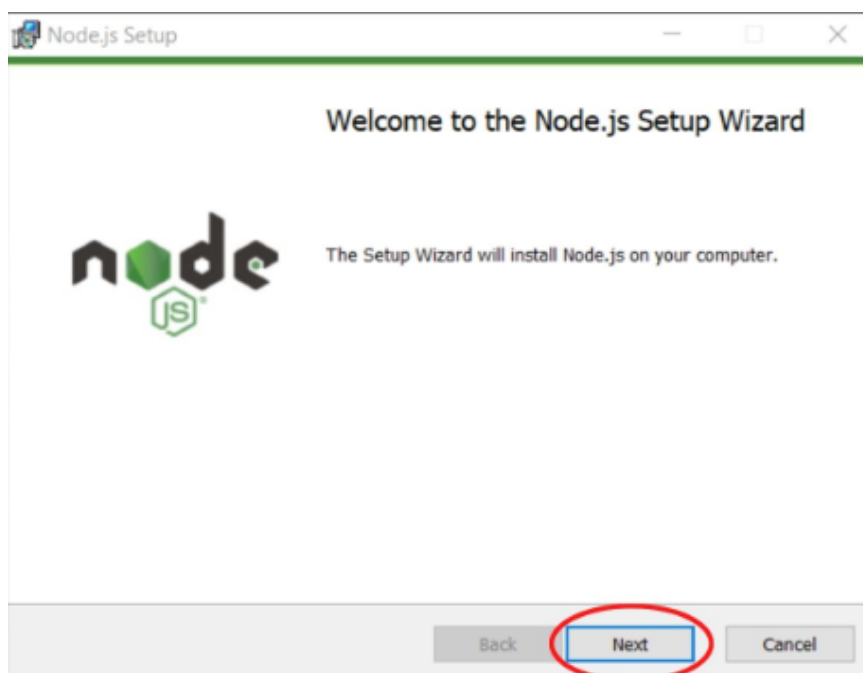 Node.js Setup
Welcome to the Node.js Setup Wizard
node
JS®
The Setup Wizard will install Node.js on your computer.
Back
Next
Cancel